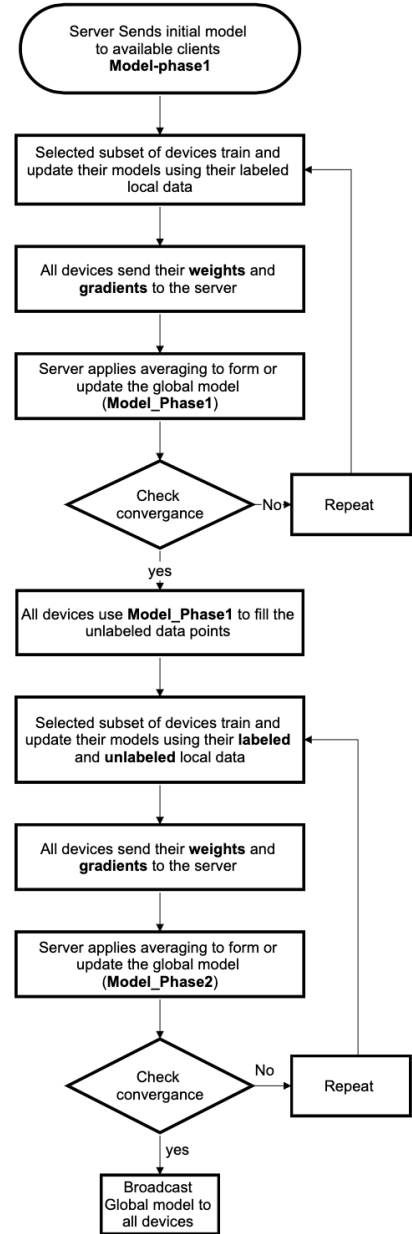 Server Sends initial model
to available clients
Model-phase1
Selected subset of devices train and
update their models using their labeled
local data
All devices send their weights and
gradients to the server
Server applies averaging to form or
update the global model
(Model_Phase1)
Check
convergance
No
Repeat
yes
All devices use Model_Phase1 to fill the
unlabeled data points
Selected subset of devices train and
update their models using their labeled
and unlabeled local data
All devices send their weights and
gradients to the server
Server applies averaging to form or
update the global model
(Model_Phase2)
Check
convergance
No
Repeat
yes
Broadcast
Global model to
all devices